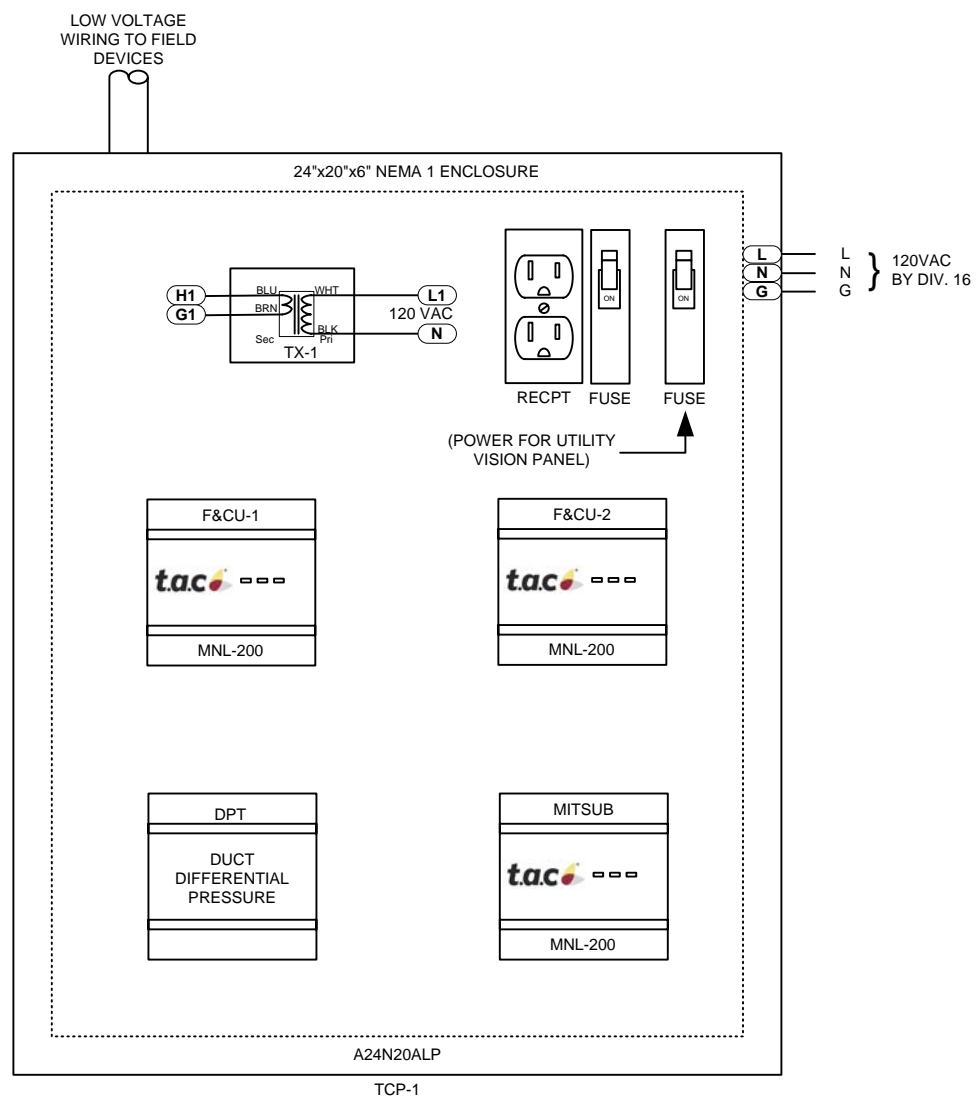 LOW VOLTAGE
WIRING TO FIELD
DEVICES
24"x20"x6" NEMA 1 ENCLOSURE
H1
G1
BLU
BRN
WHT
BLK
Sec
Pri
TX-1
L1
120 VAC
N
ON
ON
RECPT
FUSE
FUSE
(POWER FOR UTILITY
VISION PANEL)
L
N
G
L
N
G
}
120VAC
BY DIV. 16
F&CU-1
t.a.c
MNL-200
F&CU-2
t.a.c
MNL-200
DPT
DUCT
DIFFERENTIAL
PRESSURE
MITSUB
t.a.c
MNL-200
A24N20ALP
TCP-1